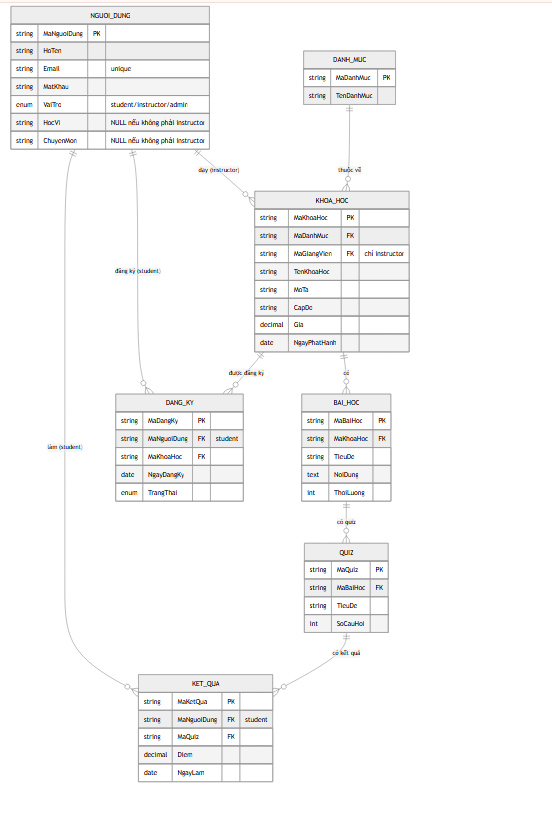 NGUOI_DUNG
string MaNguoiDung PK
string HoTen
string Email unique
string MatKhau
enum VaiTro student/instructor/admin
string HocVi NULL nếu không phải instructor
string ChuyenMon NULL nếu không phải instructor
DANH_MUC
string MaDanhMuc PK
string TenDanhMuc
dạy (instructor)
thuộc về
KHOA_HOC
string MaKhoaHoc PK
string MaDanhMuc FK
string MaGiangVien FK chỉ instructor
string TenKhoaHoc
string MoTa
string CapDo
decimal Gia
date NgayPhatHanh
đăng ký (student)
được đăng ký
có
DANG_KY
string MaDangKy PK
string MaNguoiDung FK student
string MaKhoaHoc FK
date NgayDangKy
enum TrangThai
BAI_HOC
string MaBaiHoc PK
string MaKhoaHoc FK
string TieuDe
text NoiDung
int ThoiLuong
làm (student)
có quiz
QUIZ
string MaQuiz PK
string MaBaiHoc FK
string TieuDe
int SoCauHoi
có kết quả
KET_QUA
string MaKetQua PK
string MaNguoiDung FK student
string MaQuiz FK
decimal Diem
date NgayLam